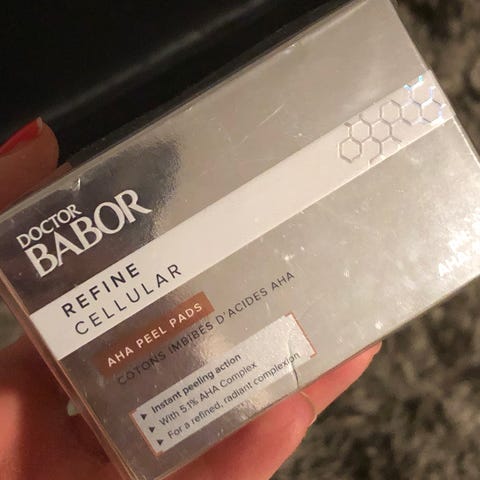 DOCTOR
BABOR
REFINE
CELLULAR
AHA PEEL PADS
COTONS IMBIBÉS D'ACIDES AHA
▸ Instant peeling action
▸ With 5.1% AHA Complex
▸ For a refined, radiant complexion
AHA